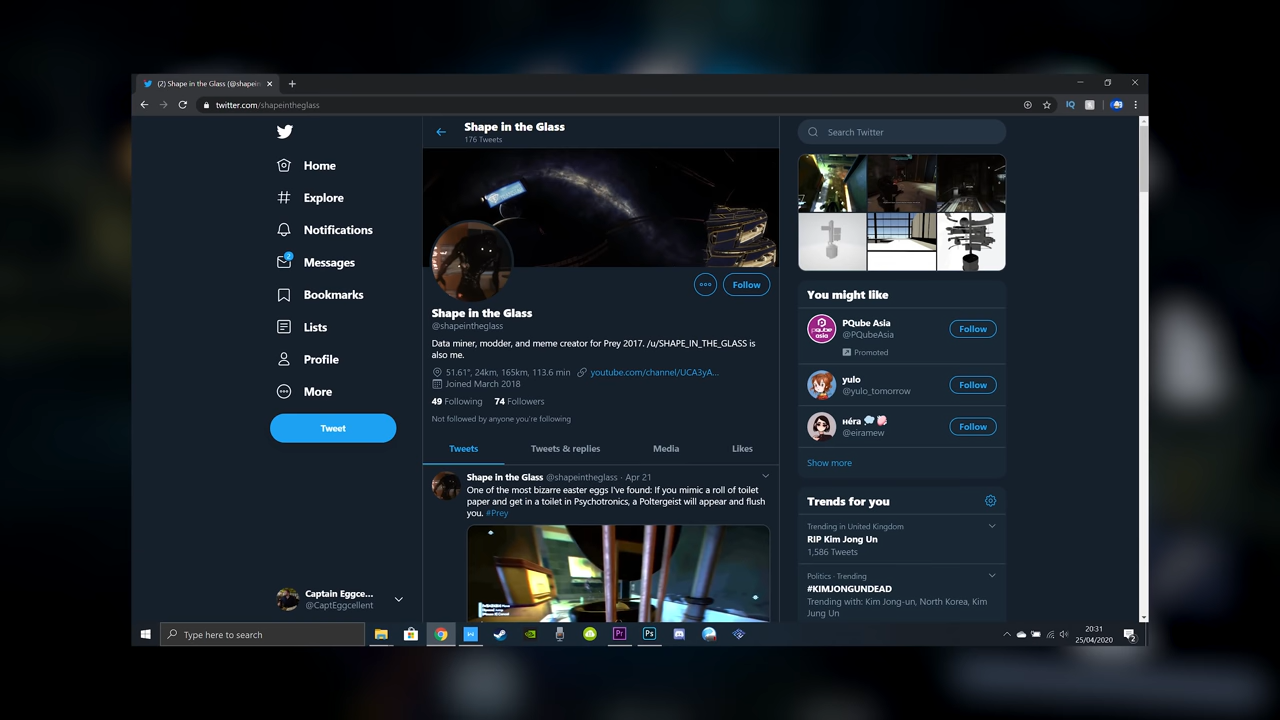 (2) Shape in the Glass (@shapein
twitter.com/shapeintheglass
IQ
Home
Explore
Notifications
2
Messages
Bookmarks
Lists
Profile
More
Tweet
Captain Eggce...
@CaptEggcellent
Shape in the Glass
176 Tweets
Follow
Shape in the Glass
@shapeintheglass
Data miner, modder, and meme creator for Prey 2017. /u/SHAPE_IN_THE_GLASS is
also me.
51.61°, 24km, 165km, 113.6 min youtube.com/channel/UCA3yA...
Joined March 2018
49 Following 74 Followers
Not followed by anyone you're following
Tweets Tweets & replies Media Likes
Shape in the Glass @shapeintheglass · Apr 21
One of the most bizarre easter eggs I've found: If you mimic a roll of toilet
paper and get in a toilet in Psychotronics, a Poltergeist will appear and flush
you. #Prey
Search Twitter
You might like
PQube Asia
@PQubeAsia
Promoted
Follow
yulo
@yulo_tomorrow
Follow
нéга
@eiramew
Follow
Show more
Trends for you
Trending in United Kingdom
RIP Kim Jong Un
1,586 Tweets
Politics · Trending
#KIMJONGUNDEAD
Trending with: Kim Jong-un, North Korea, Kim
Jung Un
Type here to search
Pr
Ps
20:31
25/04/2020
2